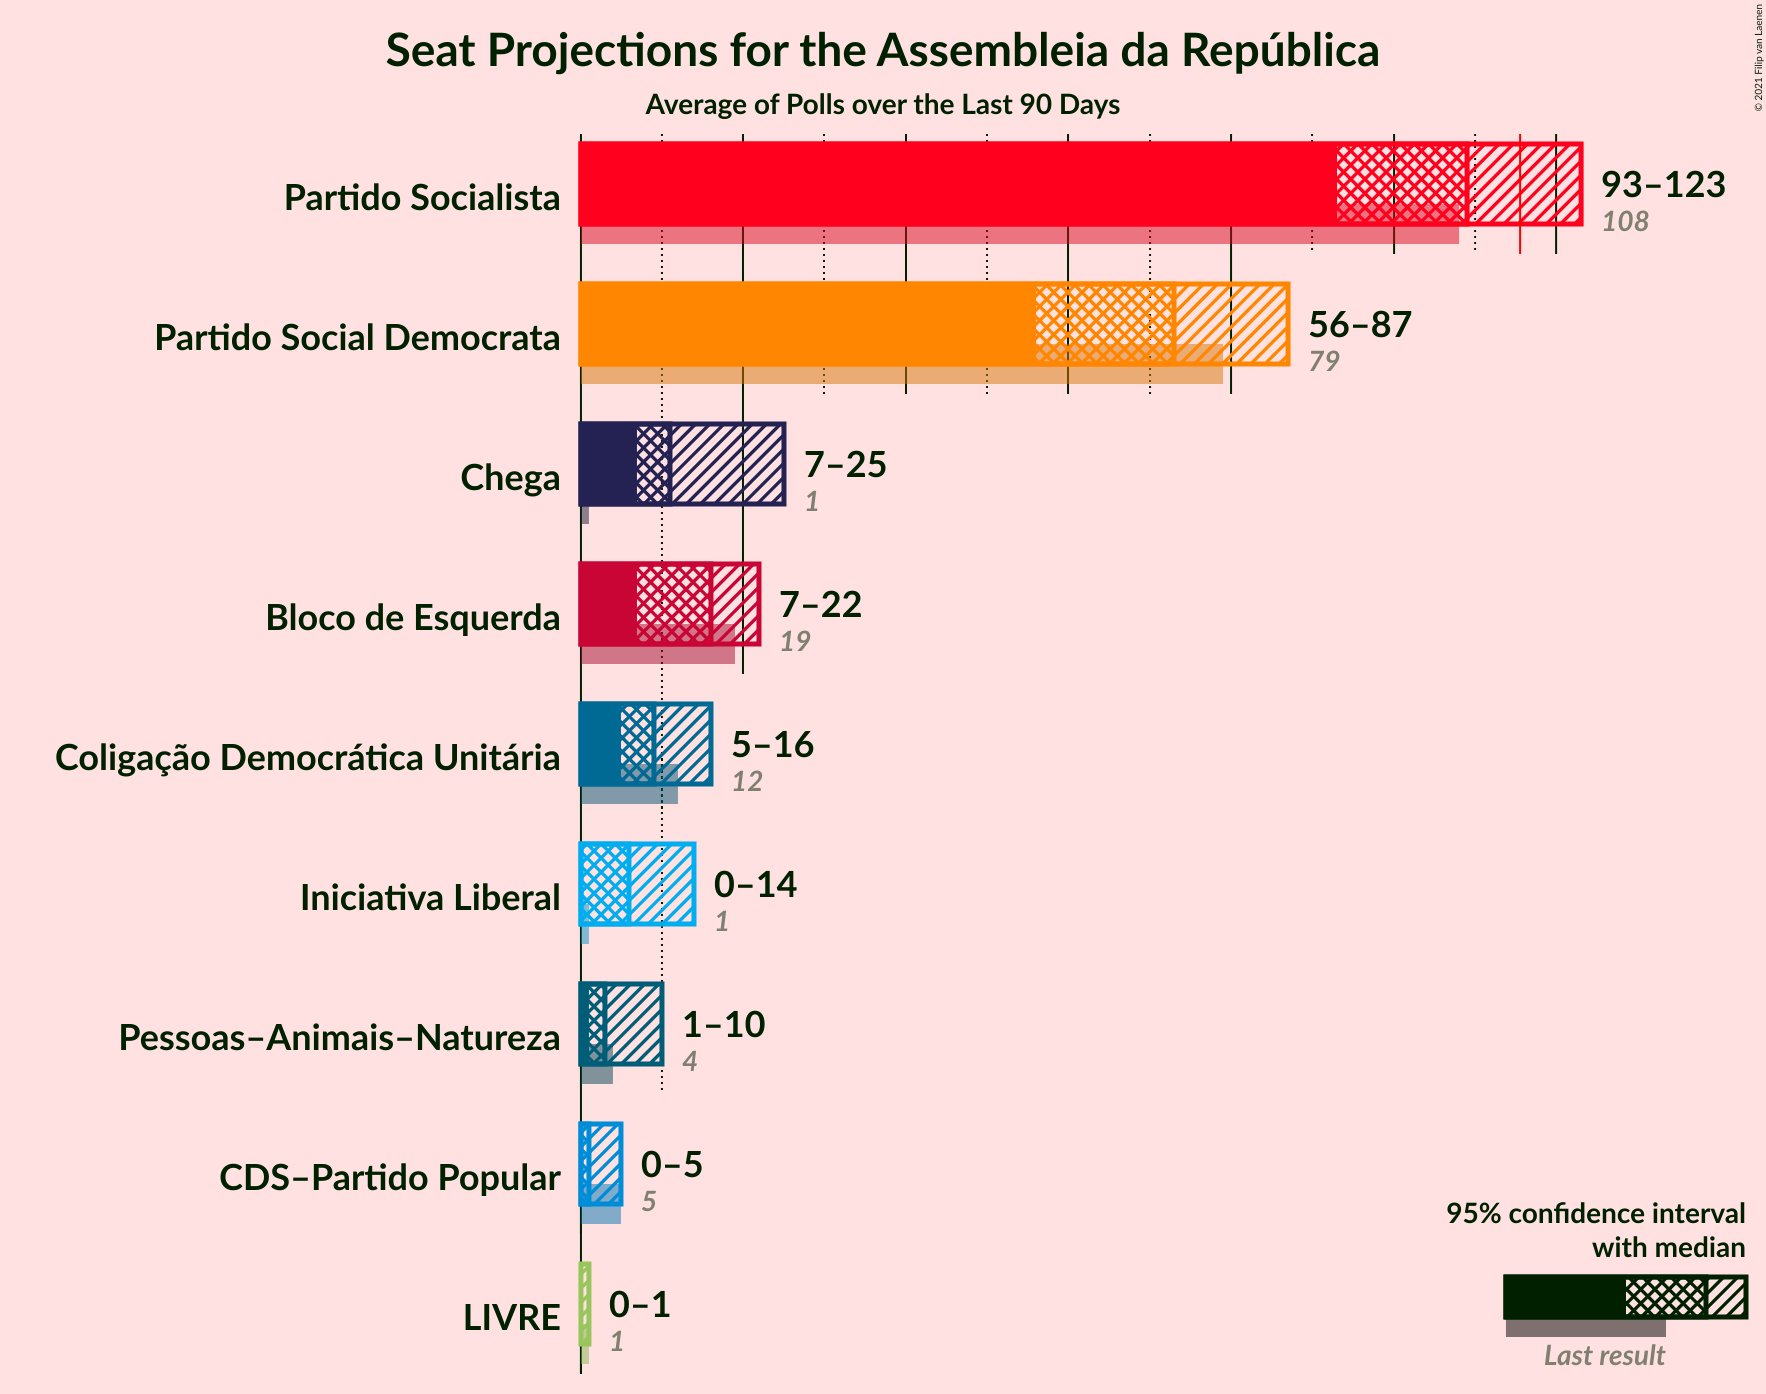 Seat Projections for the Assembleia da República
Average of Polls over the Last 90 Days
© 2021 Filip van Laenen
Partido Socialista
93–123
108
Partido Social Democrata
56–87
79
Chega
7–25
1
Bloco de Esquerda
7–22
19
Coligação Democrática Unitária
5–16
12
Iniciativa Liberal
0–14
1
Pessoas–Animais–Natureza
1–10
4
CDS–Partido Popular
0–5
5
LIVRE
0–1
1
95% confidence interval
with median
Last result